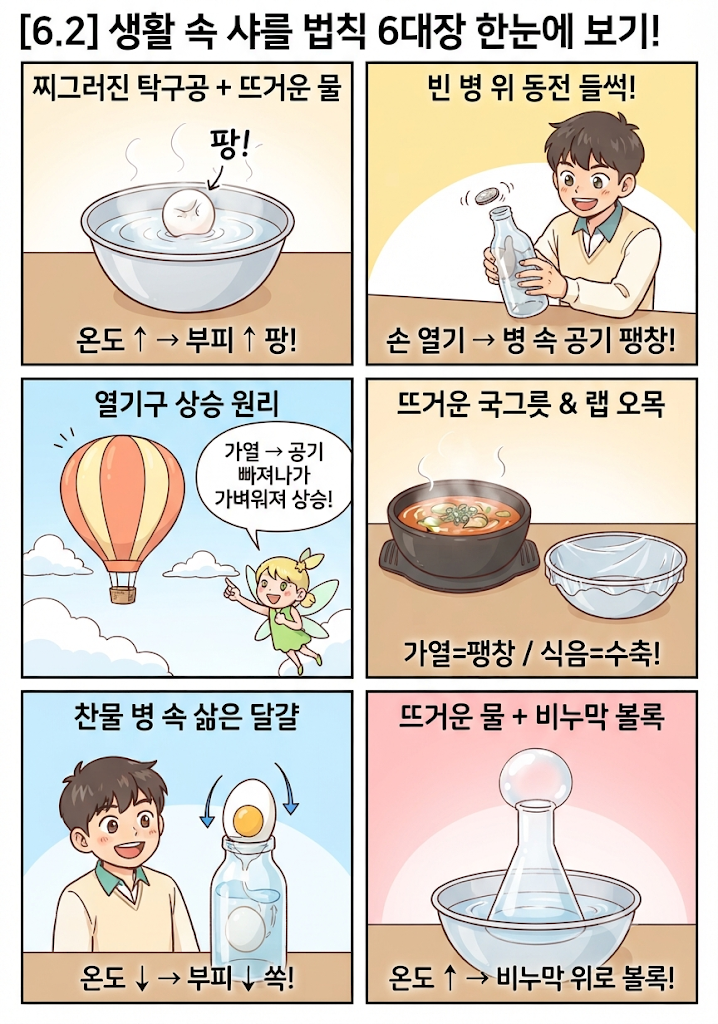 [6.2] 생활 속 샤를 법칙 6대장 한눈에 보기!
찌그러진 탁구공 + 뜨거운 물
팡!
온도 ↑ → 부피 ↑ 팡!
빈 병 위 동전 들썩!
손 열기 → 병 속 공기 팽창!
열기구 상승 원리
가열 → 공기
빠져나가
가벼워져 상승!
뜨거운 국그릇 & 랩 오목
가열=팽창 / 식음=수축!
찬물 병 속 삶은 달걀
온도 ↓ → 부피 ↓ 쏙!
뜨거운 물 + 비누막 볼록
온도 ↑ → 비누막 위로 볼록!